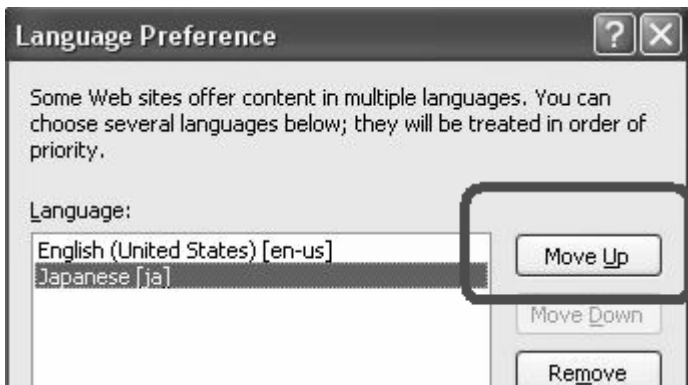 Language Preference
Some Web sites offer content in multiple languages. You can
choose several languages below; they will be treated in order of
priority.
Language:
English (United States) [en-us]
Japanese [ja]
Move Up
Move Down
Remove